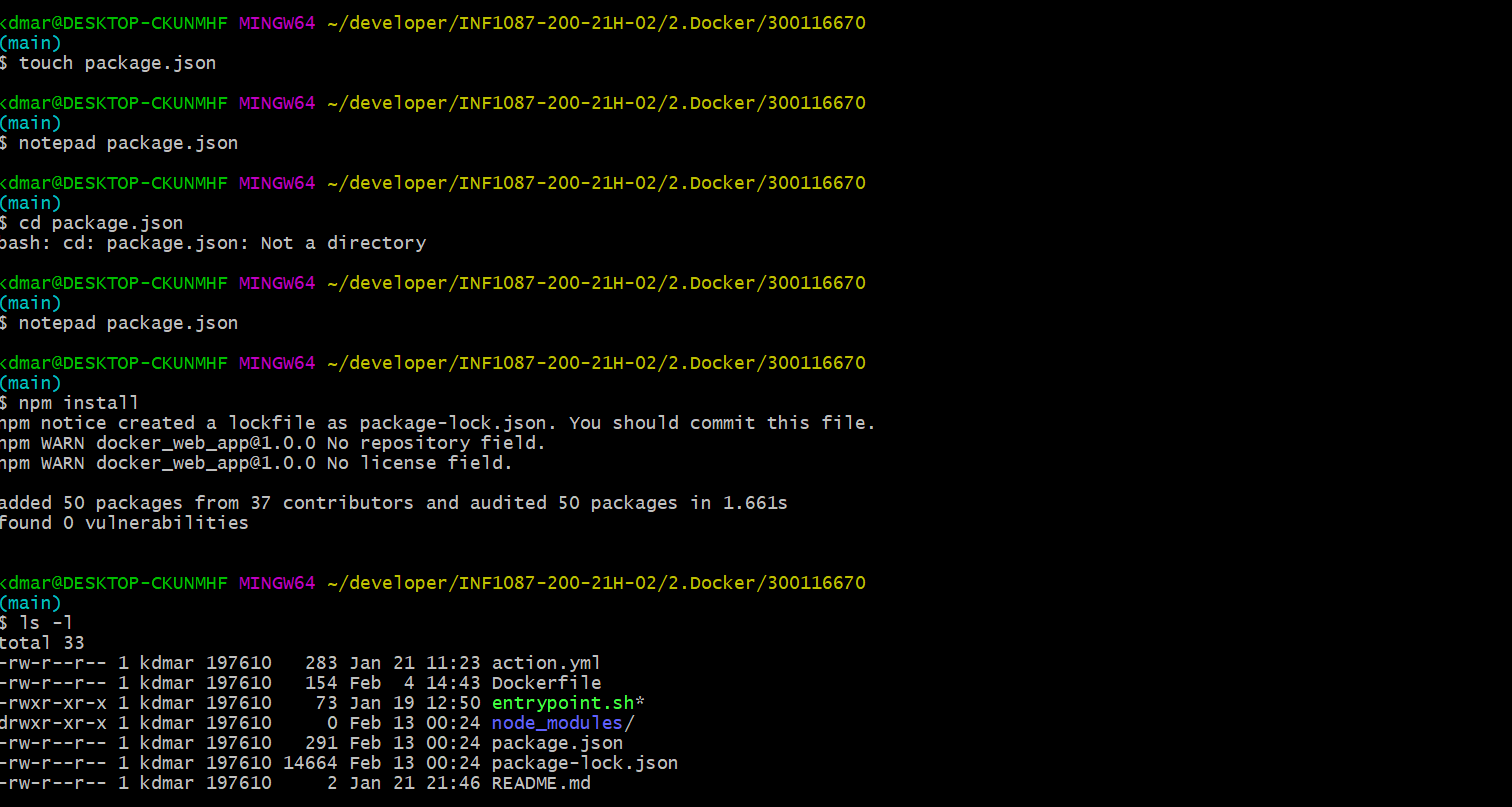 kdmar@DESKTOP-CKUNMHF MINGW64 ~/developer/INF1087-200-21H-02/2.Docker/300116670
(main)
$ touch package.json
kdmar@DESKTOP-CKUNMHF MINGW64 ~/developer/INF1087-200-21H-02/2.Docker/300116670
(main)
$ notepad package.json
kdmar@DESKTOP-CKUNMHF MINGW64 ~/developer/INF1087-200-21H-02/2.Docker/300116670
(main)
$ cd package.json
bash: cd: package.json: Not a directory
kdmar@DESKTOP-CKUNMHF MINGW64 ~/developer/INF1087-200-21H-02/2.Docker/300116670
(main)
$ notepad package.json
kdmar@DESKTOP-CKUNMHF MINGW64 ~/developer/INF1087-200-21H-02/2.Docker/300116670
(main)
$ npm install
npm notice created a lockfile as package-lock.json. You should commit this file.
npm WARN docker_web_app@1.0.0 No repository field.
npm WARN docker_web_app@1.0.0 No license field.
added 50 packages from 37 contributors and audited 50 packages in 1.661s
found 0 vulnerabilities
kdmar@DESKTOP-CKUNMHF MINGW64 ~/developer/INF1087-200-21H-02/2.Docker/300116670
(main)
$ ls -l
total 33
-rw-r--r-- 1 kdmar 197610   283 Jan 21 11:23 action.yml
-rw-r--r-- 1 kdmar 197610   154 Feb  4 14:43 Dockerfile
-rwxr-xr-x 1 kdmar 197610    73 Jan 19 12:50 entrypoint.sh*
drwxr-xr-x 1 kdmar 197610     0 Feb 13 00:24 node_modules/
-rw-r--r-- 1 kdmar 197610   291 Feb 13 00:24 package.json
-rw-r--r-- 1 kdmar 197610 14664 Feb 13 00:24 package-lock.json
-rw-r--r-- 1 kdmar 197610     2 Jan 21 21:46 README.md